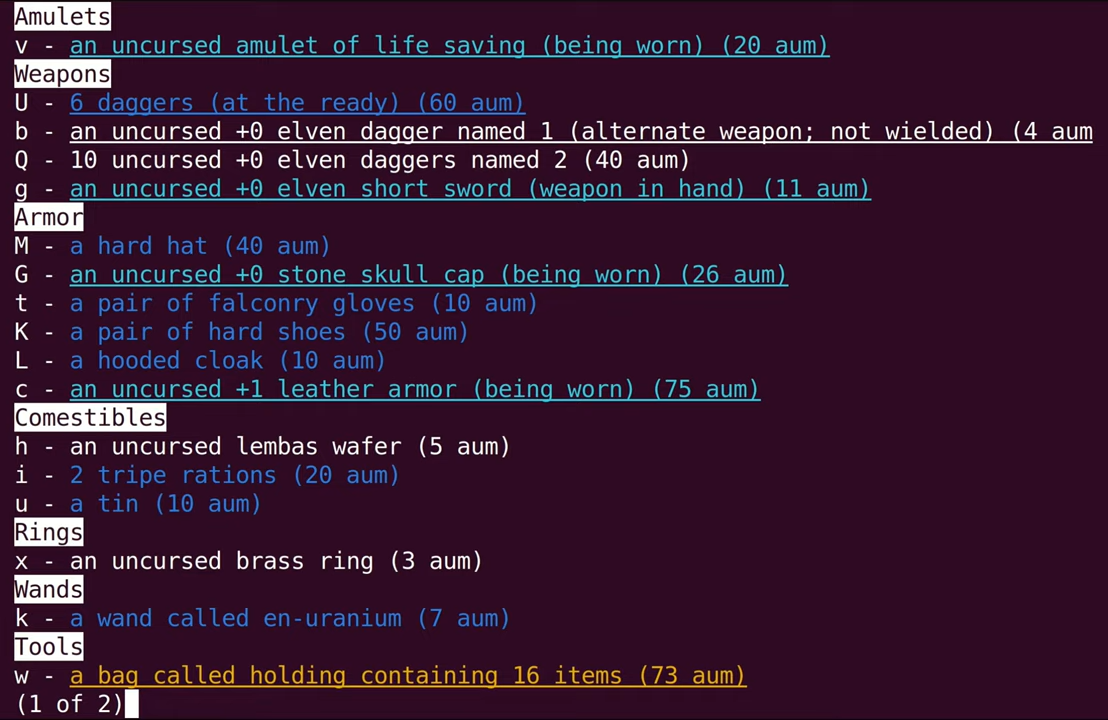 Amulets
v - an uncursed amulet of life saving (being worn) (20 aum)
Weapons
U - 6 daggers (at the ready) (60 aum)
b - an uncursed +0 elven dagger named 1 (alternate weapon; not wielded) (4 aum
Q - 10 uncursed +0 elven daggers named 2 (40 aum)
g - an uncursed +0 elven short sword (weapon in hand) (11 aum)
Armor
M - a hard hat (40 aum)
G - an uncursed +0 stone skull cap (being worn) (26 aum)
t - a pair of falconry gloves (10 aum)
K - a pair of hard shoes (50 aum)
L - a hooded cloak (10 aum)
c - an uncursed +1 leather armor (being worn) (75 aum)
Comestibles
h - an uncursed lembas wafer (5 aum)
i - 2 tripe rations (20 aum)
u - a tin (10 aum)
Rings
x - an uncursed brass ring (3 aum)
Wands
k - a wand called en-uranium (7 aum)
Tools
w - a bag called holding containing 16 items (73 aum)
(1 of 2)